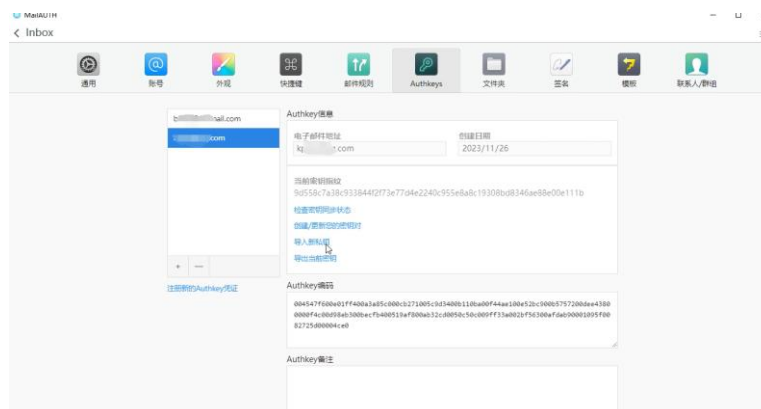 MailAUTH
Inbox
通用
账号
外观
快捷键
邮件规则
Authkeys
文件夹
签名
模板
联系人/群组
Authkey信息
电子邮件地址
创建日期
2023/11/26
当前密钥指纹
9d558c7a38c933844f2f73e77d4e2240c955e8a8c19308bd8346ae88e00e111b
检查密钥同步状态
创建/更新您的密钥对
导入新私钥
导出当前密钥
注册新的Authkey凭证
Authkey编码
004547f600e01ff400a3a85c000cb271005c9d3400b110ba00f44ae100e52bc900b5757200dee4380
0000f4c00d98eb300becfb400519af800ab32cd0050c50c009ff33a002bf56300afdab90001095f00
82725d00004ce0
Authkey备注